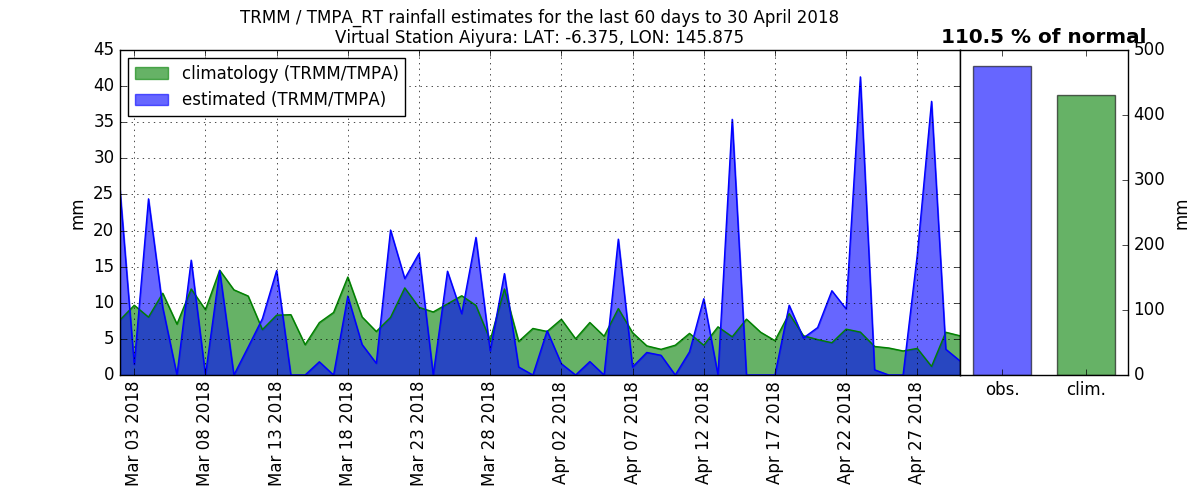 TRMM / TMPA_RT rainfall estimates for the last 60 days to 30 April 2018
Virtual Station Aiyura: LAT: -6.375, LON: 145.875
110.5 % of normal
climatology (TRMM/TMPA)
estimated (TRMM/TMPA)
45
40
35
30
25
20
15
10
5
0
mm
Mar 03 2018
Mar 08 2018
Mar 13 2018
Mar 18 2018
Mar 23 2018
Mar 28 2018
Apr 02 2018
Apr 07 2018
Apr 12 2018
Apr 17 2018
Apr 22 2018
Apr 27 2018
500
400
300
200
100
0
mm
obs.
clim.